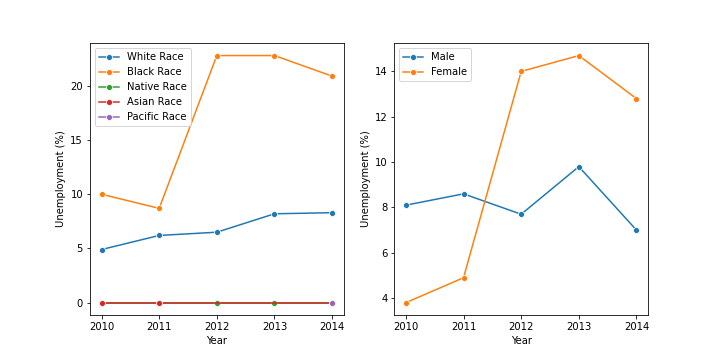 White Race
Black Race
Native Race
Asian Race
Pacific Race
Unemployment (%)
20
15
10
5
0
2010 2011 2012 2013 2014
Year
Male
Female
Unemployment (%)
14
12
10
8
6
4
2010 2011 2012 2013 2014
Year